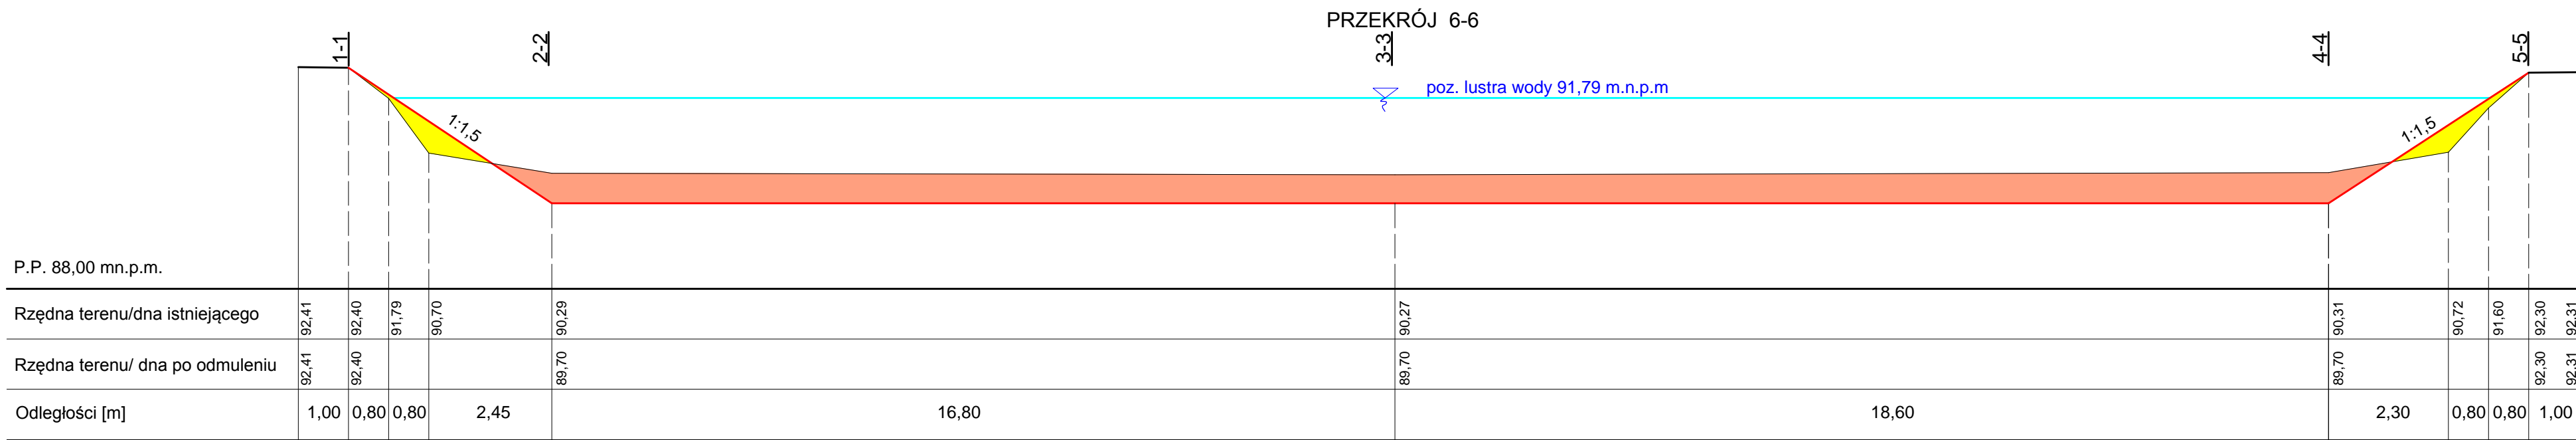 PRZEKRÓJ 6-6
1-1
2-2
3-3
4-4
5-5
poz. lustra wody 91,79 m.n.p.m
1:1,5
1:1,5
P.P. 88,00 mn.p.m.
Rzędna terenu/dna istniejącego 92,41 92,40 91,79 90,70 90,29 90,27 90,31 90,72 91,60 92,30 92,31
Rzędna terenu/ dna po odmuleniu 92,41 92,40 89,70 89,70 89,70 92,30 92,31
Odległości [m] 1,00 0,80 0,80 2,45 16,80 18,60 2,30 0,80 0,80 1,00